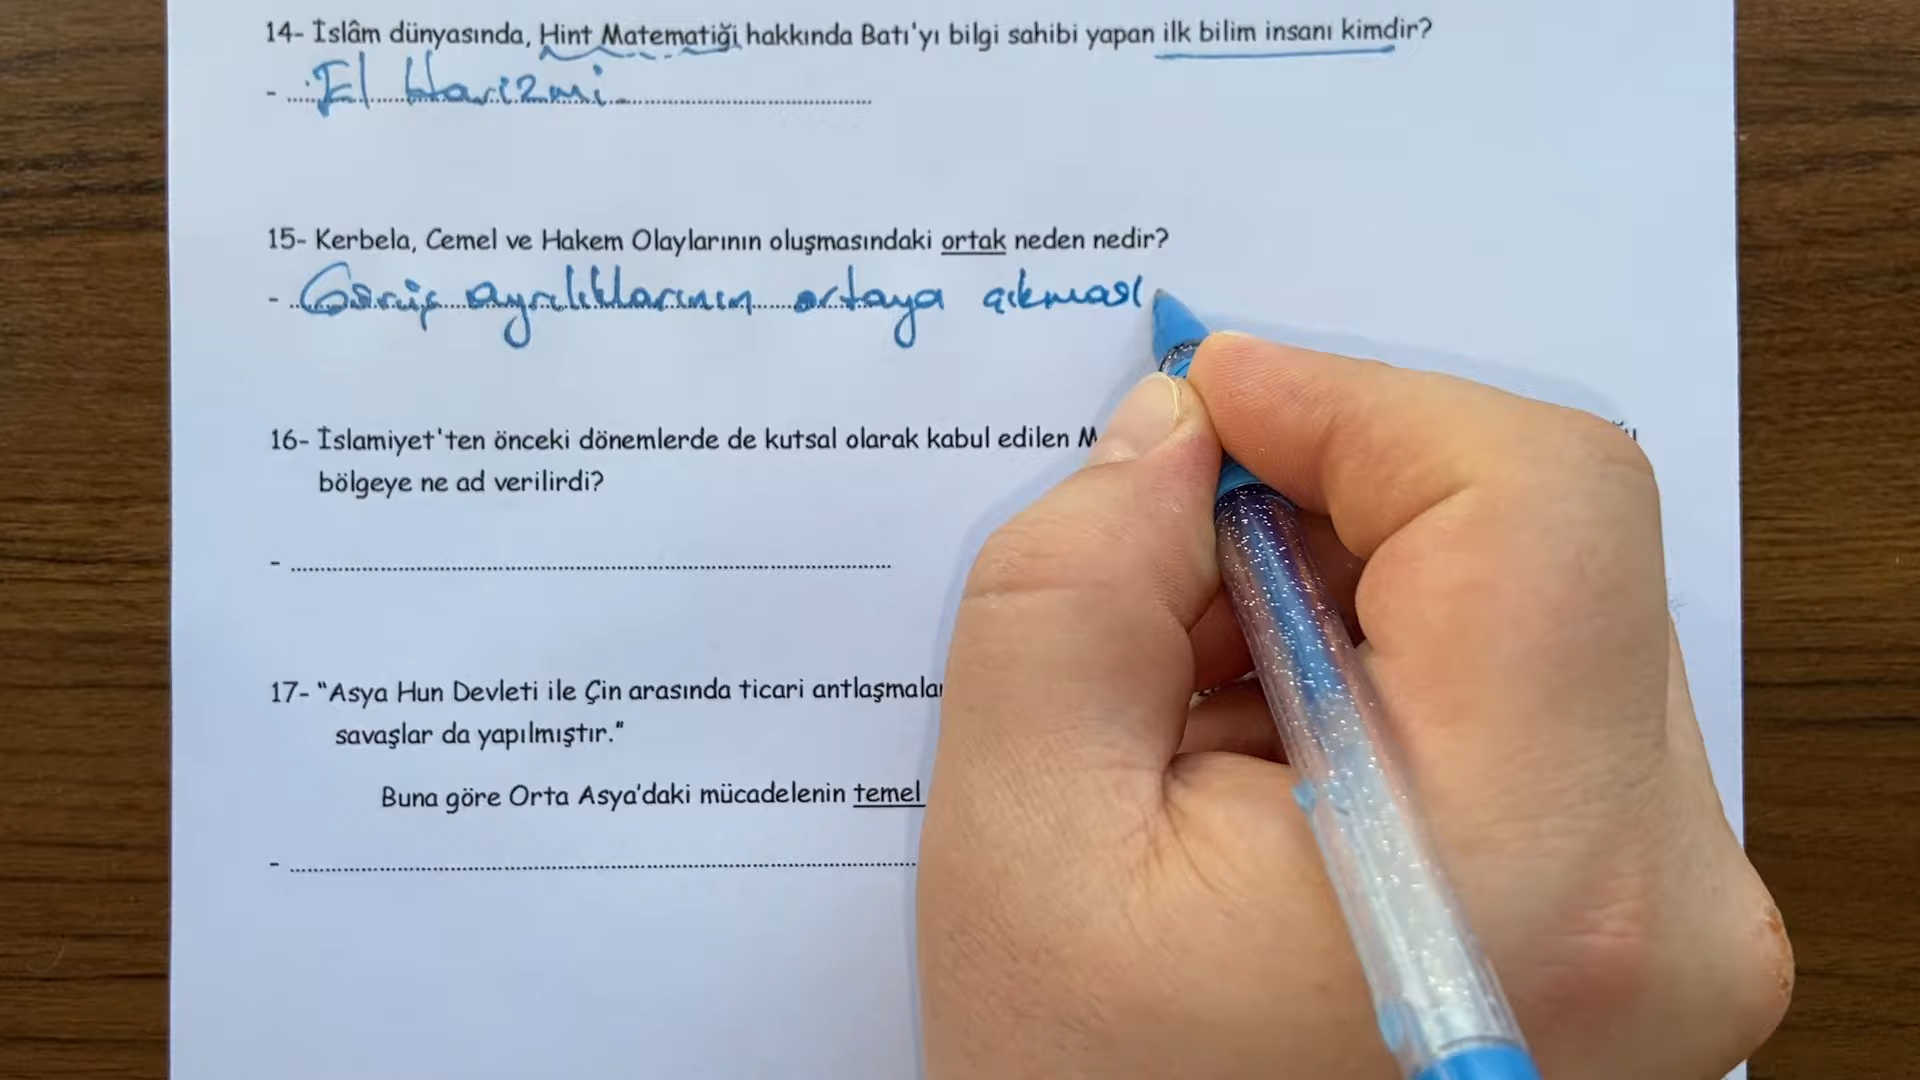 14- İslâm dünyasında, Hint Matematiği hakkında Batı'yı bilgi sahibi yapan ilk bilim insanı kimdir?
- El Harizmi
15- Kerbela, Cemel ve Hakem Olaylarının oluşmasındaki ortak neden nedir?
- Görüş ayrılıklarının ortaya çıkması
16- İslamiyet'ten önceki dönemlerde de kutsal olarak kabul edilen
bölgeye ne ad verilirdi?
-
17- "Asya Hun Devleti ile Çin arasında ticari antlaşmalar
savaşlar da yapılmıştır."
Buna göre Orta Asya'daki mücadelenin temel
-